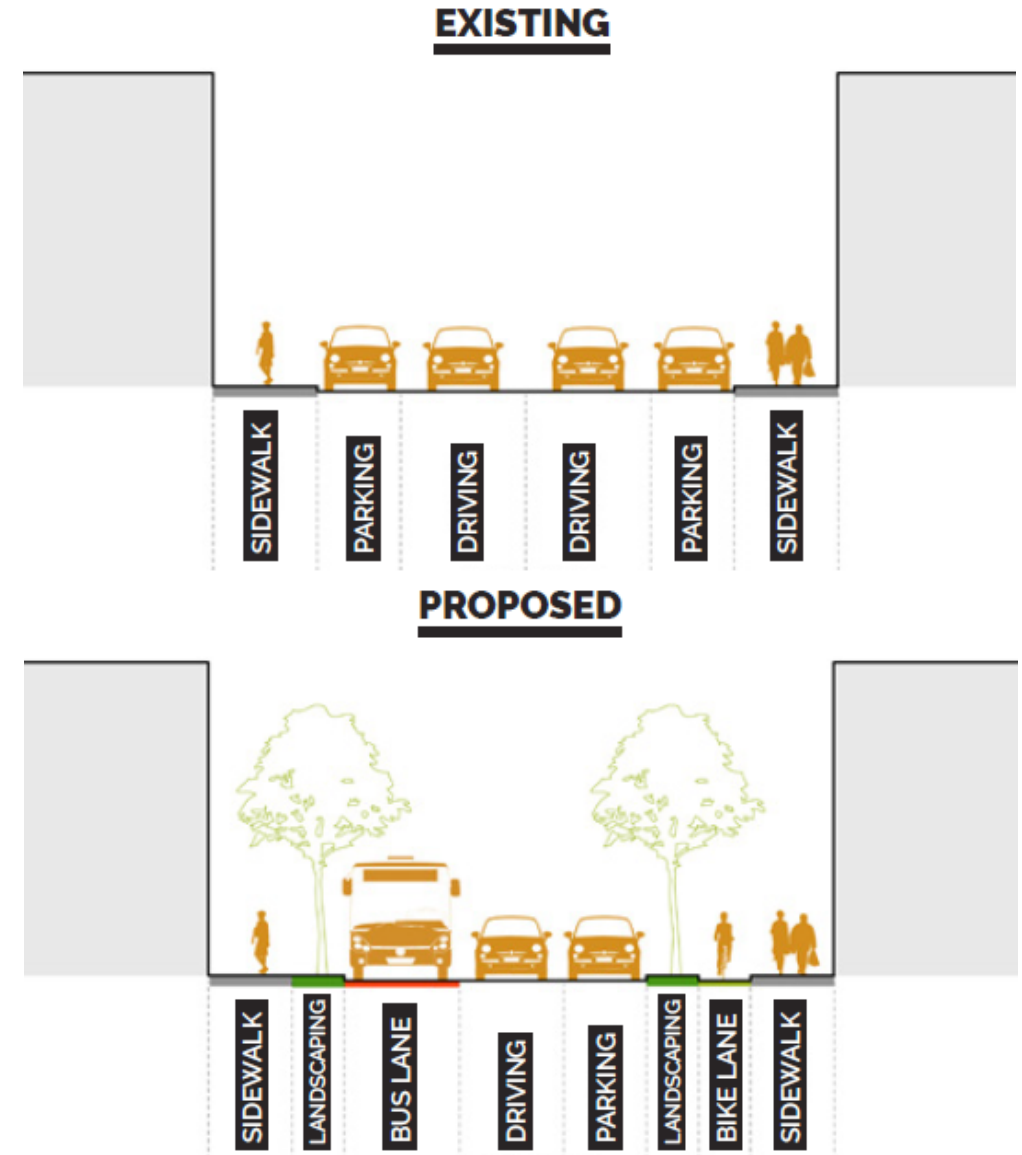 EXISTING
SIDEWALK
PARKING
DRIVING
DRIVING
PARKING
SIDEWALK
PROPOSED
SIDEWALK
LANDSCAPING
BUS LANE
DRIVING
PARKING
LANDSCAPING
BIKE LANE
SIDEWALK